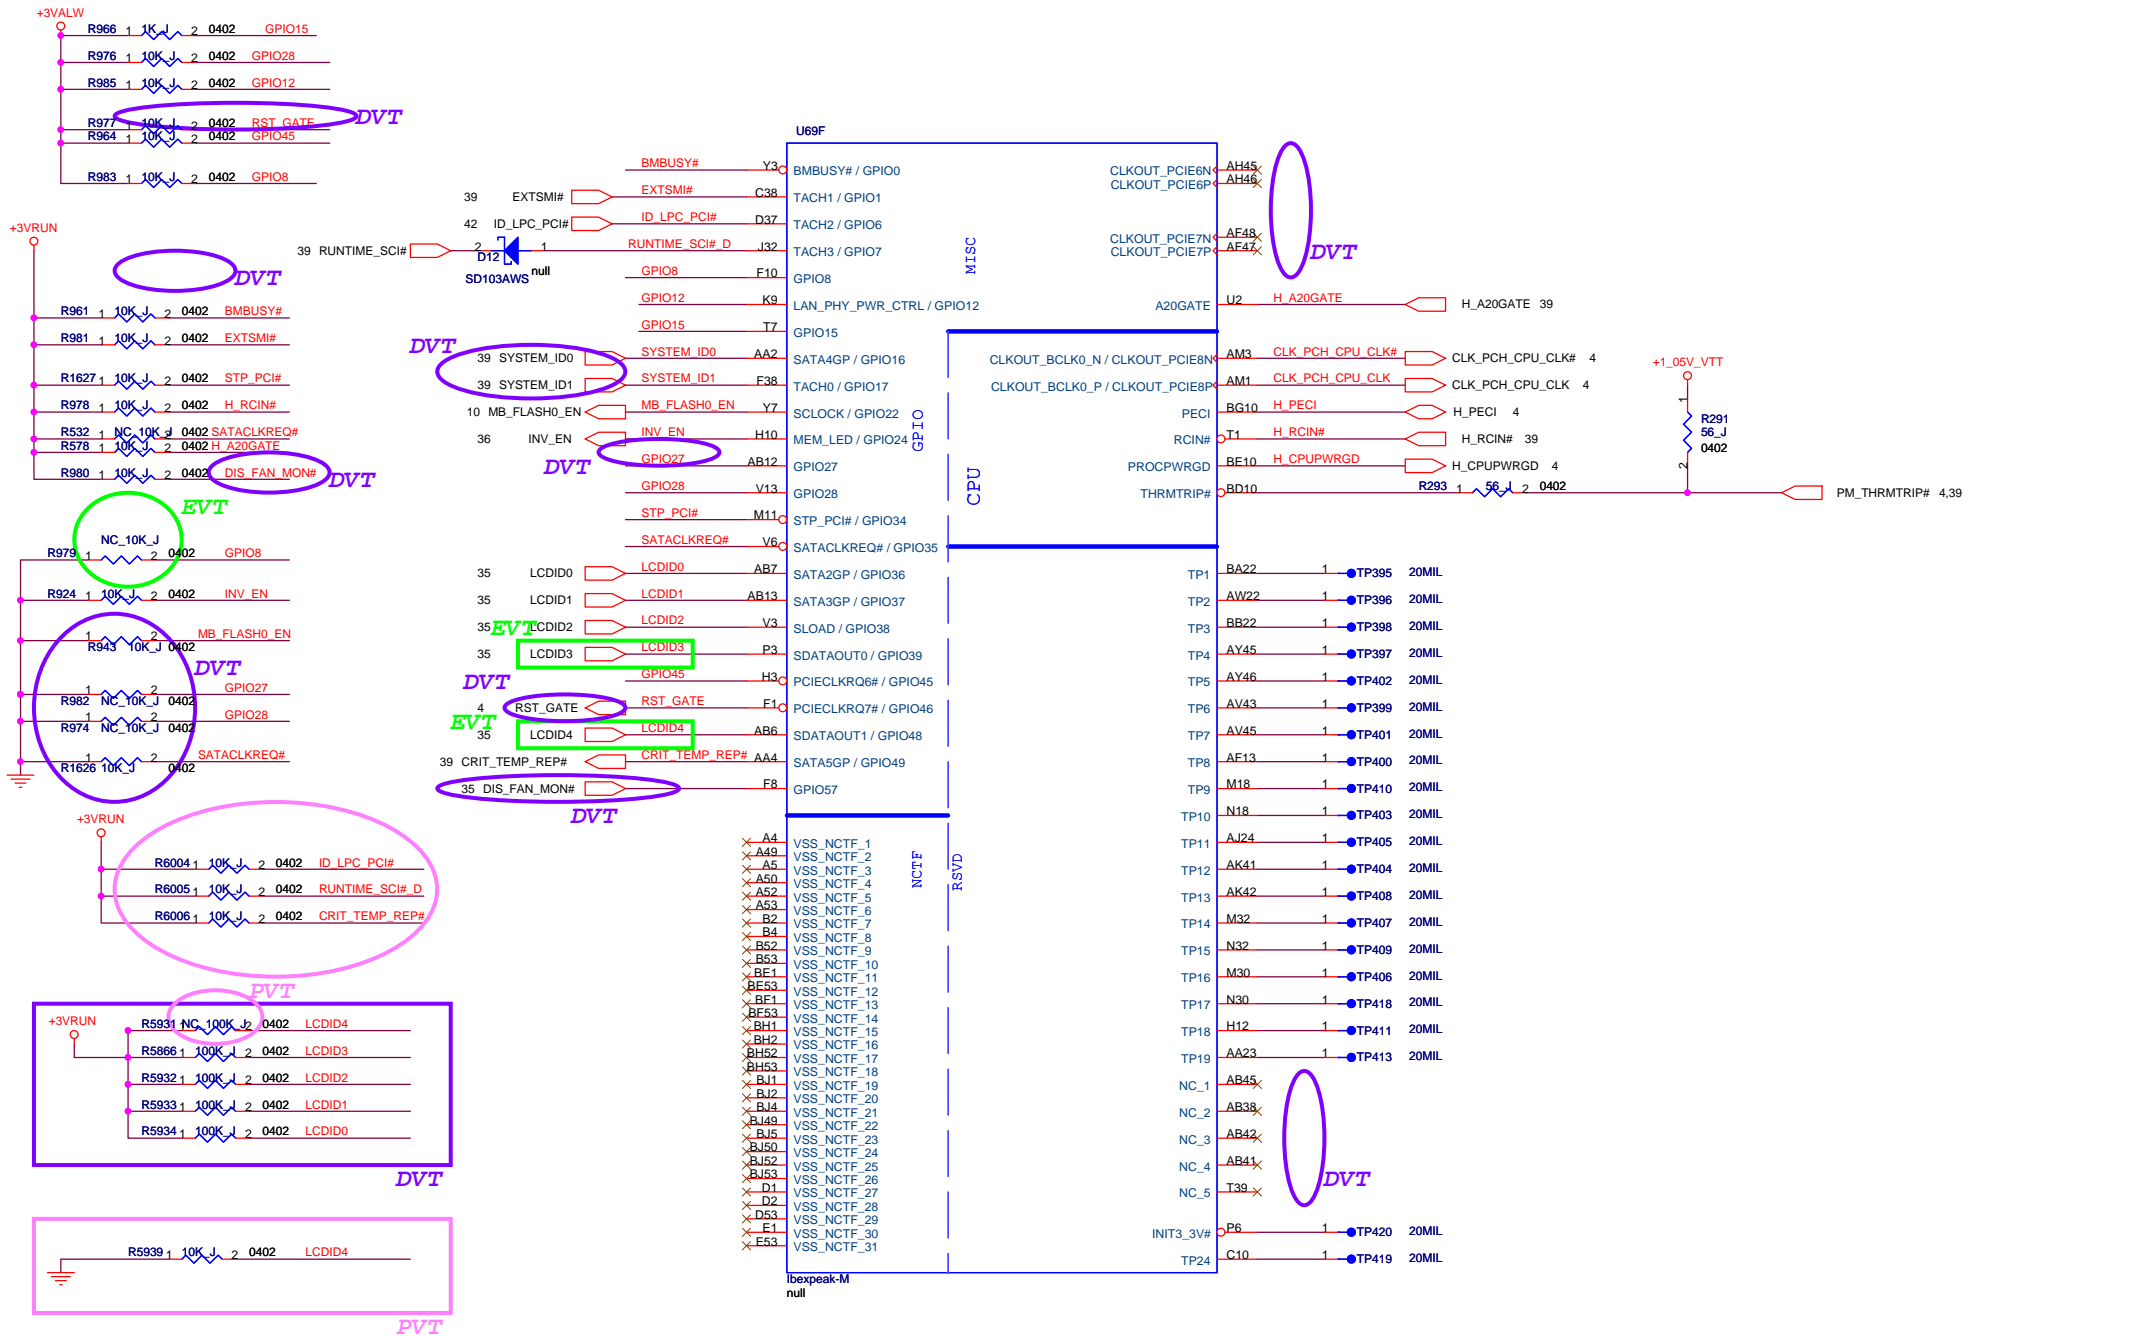 +3VALW
R966 1 1K_J 2 0402 GPIO15
R976 1 10K_J 2 0402 GPIO28
R985 1 10K_J 2 0402 GPIO12
R977 1 10K_J 2 0402 RST_GATE
DVT
R964 1 10K_J 2 0402 GPIO45
R983 1 10K_J 2 0402 GPIO8
+3VRUN
DVT
R961 1 10K_J 2 0402 BMBUSY#
R981 1 10K_J 2 0402 EXTSMI#
R1627 1 10K_J 2 0402 STP_PCI#
R978 1 10K_J 2 0402 H_RCIN#
R532 1 NC_10K_J 2 0402 SATACLKREQ#
R578 1 10K_J 2 0402 H_A20GATE
R980 1 10K_J 2 0402 DIS_FAN_MON#
DVT
EVT
NC_10K_J
R979 1 2 0402 GPIO8
R924 1 10K_J 2 0402 INV_EN
1 2 MB_FLASH0_EN
R943 10K_J 0402
DVT
1 2 GPIO27
R982 NC_10K_J 0402
1 2 GPIO28
R974 NC_10K_J 0402
1 2 SATACLKREQ#
R1626 10K_J 0402
+3VRUN
R6004 1 10K_J 2 0402 ID_LPC_PCI#
R6005 1 10K_J 2 0402 RUNTIME_SCI#_D
R6006 1 10K_J 2 0402 CRIT_TEMP_REP#
PVT
+3VRUN
R5931 1 NC_100K_J 2 0402 LCDID4
R5866 1 100K_J 2 0402 LCDID3
R5932 1 100K_J 2 0402 LCDID2
R5933 1 100K_J 2 0402 LCDID1
R5934 1 100K_J 2 0402 LCDID0
DVT
R5939 1 10K_J 2 0402 LCDID4
PVT
U69F
BMBUSY# Y3 BMBUSY# / GPIO0
39 EXTSMI# EXTSMI# C38 TACH1 / GPIO1
42 ID_LPC_PCI# ID_LPC_PCI# D37 TACH2 / GPIO6
39 RUNTIME_SCI# 2 1 RUNTIME_SCI#_D J32 TACH3 / GPIO7
D12 null
SD103AWS
GPIO8 F10 GPIO8
GPIO12 K9 LAN_PHY_PWR_CTRL / GPIO12
GPIO15 T7 GPIO15
DVT
39 SYSTEM_ID0 SYSTEM_ID0 AA2 SATA4GP / GPIO16
39 SYSTEM_ID1 SYSTEM_ID1 F38 TACH0 / GPIO17
10 MB_FLASH0_EN MB_FLASH0_EN Y7 SCLOCK / GPIO22
36 INV_EN INV_EN H10 MEM_LED / GPIO24
DVT
GPIO27 AB12 GPIO27
GPIO28 V13 GPIO28
STP_PCI# M11 STP_PCI# / GPIO34
SATACLKREQ# V6 SATACLKREQ# / GPIO35
35 LCDID0 LCDID0 AB7 SATA2GP / GPIO36
35 LCDID1 LCDID1 AB13 SATA3GP / GPIO37
35 LCDID2 LCDID2 V3 SLOAD / GPIO38
EVT
35 LCDID3 LCDID3 P3 SDATAOUT0 / GPIO39
DVT
GPIO45 H3 PCIECLKRQ6# / GPIO45
4 RST_GATE RST_GATE F1 PCIECLKRQ7# / GPIO46
EVT
35 LCDID4 LCDID4 AB6 SDATAOUT1 / GPIO48
39 CRIT_TEMP_REP# CRIT_TEMP_REP# AA4 SATA5GP / GPIO49
35 DIS_FAN_MON# F8 GPIO57
DVT
A4 VSS_NCTF_1
A49 VSS_NCTF_2
A5 VSS_NCTF_3
A50 VSS_NCTF_4
A52 VSS_NCTF_5
A53 VSS_NCTF_6
B2 VSS_NCTF_7
B4 VSS_NCTF_8
B52 VSS_NCTF_9
B53 VSS_NCTF_10
BE1 VSS_NCTF_11
BE53 VSS_NCTF_12
BF1 VSS_NCTF_13
BF53 VSS_NCTF_14
BH1 VSS_NCTF_15
BH2 VSS_NCTF_16
BH52 VSS_NCTF_17
BH53 VSS_NCTF_18
BJ1 VSS_NCTF_19
BJ2 VSS_NCTF_20
BJ4 VSS_NCTF_21
BJ49 VSS_NCTF_22
BJ5 VSS_NCTF_23
BJ50 VSS_NCTF_24
BJ52 VSS_NCTF_25
BJ53 VSS_NCTF_26
D1 VSS_NCTF_27
D2 VSS_NCTF_28
D53 VSS_NCTF_29
E1 VSS_NCTF_30
E53 VSS_NCTF_31
Ibexpeak-M
null
MISC
GPIO
CPU
NCTF
RSVD
CLKOUT_PCIE6N AH45
CLKOUT_PCIE6P AH46
CLKOUT_PCIE7N AF48
CLKOUT_PCIE7P AF47
DVT
A20GATE U2 H_A20GATE H_A20GATE 39
CLKOUT_BCLK0_N / CLKOUT_PCIE8N AM3 CLK_PCH_CPU_CLK# CLK_PCH_CPU_CLK# 4
CLKOUT_BCLK0_P / CLKOUT_PCIE8P AM1 CLK_PCH_CPU_CLK CLK_PCH_CPU_CLK 4
PECI BG10 H_PECI H_PECI 4
RCIN# T1 H_RCIN# H_RCIN# 39
PROCPWRGD BE10 H_CPUPWRGD H_CPUPWRGD 4
THRMTRIP# BD10 R293 1 56_J 2 0402 PM_THRMTRIP# 4,39
+1_05V_VTT
1
R291
56_J
0402
2
TP1 BA22 1 TP395 20MIL
TP2 AW22 1 TP396 20MIL
TP3 BB22 1 TP398 20MIL
TP4 AY45 1 TP397 20MIL
TP5 AY46 1 TP402 20MIL
TP6 AV43 1 TP399 20MIL
TP7 AV45 1 TP401 20MIL
TP8 AF13 1 TP400 20MIL
TP9 M18 1 TP410 20MIL
TP10 N18 1 TP403 20MIL
TP11 AJ24 1 TP405 20MIL
TP12 AK41 1 TP404 20MIL
TP13 AK42 1 TP408 20MIL
TP14 M32 1 TP407 20MIL
TP15 N32 1 TP409 20MIL
TP16 M30 1 TP406 20MIL
TP17 N30 1 TP418 20MIL
TP18 H12 1 TP411 20MIL
TP19 AA23 1 TP413 20MIL
NC_1 AB45
NC_2 AB38
NC_3 AB42
NC_4 AB41
NC_5 T39
DVT
INIT3_3V# P6 1 TP420 20MIL
TP24 C10 1 TP419 20MIL